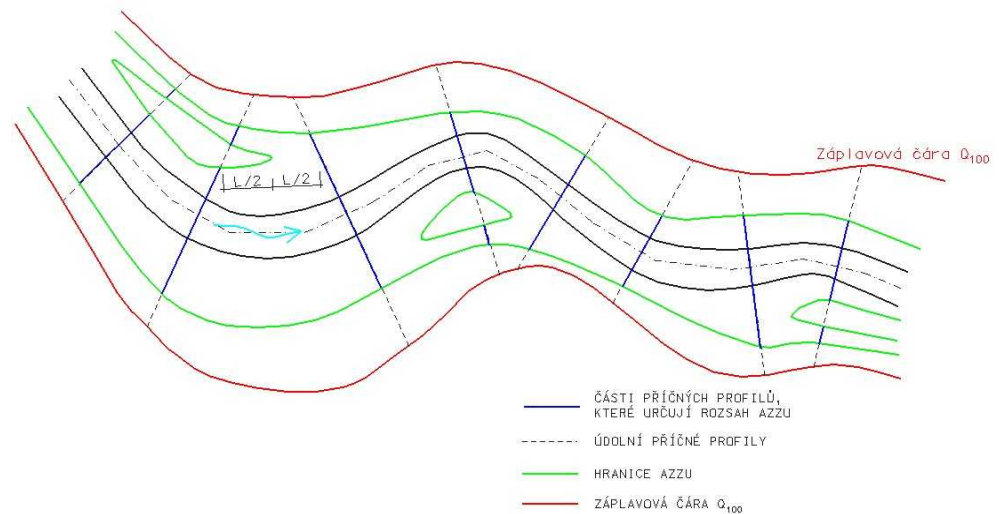 Záplavová čára Q100
L/2 L/2
ČÁSTI PŘÍČNÝCH PROFILŮ,
KTERÉ URČUJÍ ROZSAH AZZU
ÚDOLNÍ PŘÍČNÉ PROFILY
HRANICE AZZU
ZÁPLAVOVÁ ČÁRA Q100